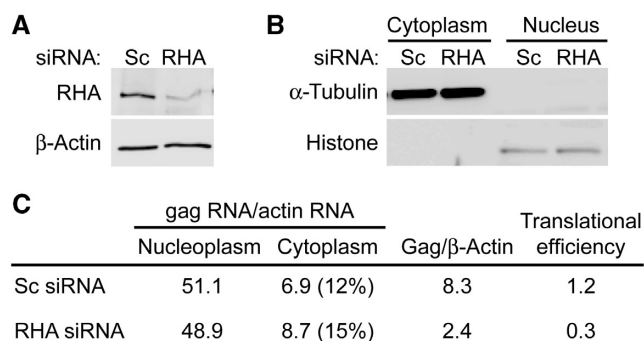 A
siRNA: Sc RHA
RHA
β-Actin
B
Cytoplasm Nucleus
siRNA: Sc RHA Sc RHA
α-Tubulin
Histone
C
gag RNA/actin RNA
Nucleoplasm Cytoplasm Gag/β-Actin Translational efficiency
Sc siRNA 51.1 6.9 (12%) 8.3 1.2
RHA siRNA 48.9 8.7 (15%) 2.4 0.3